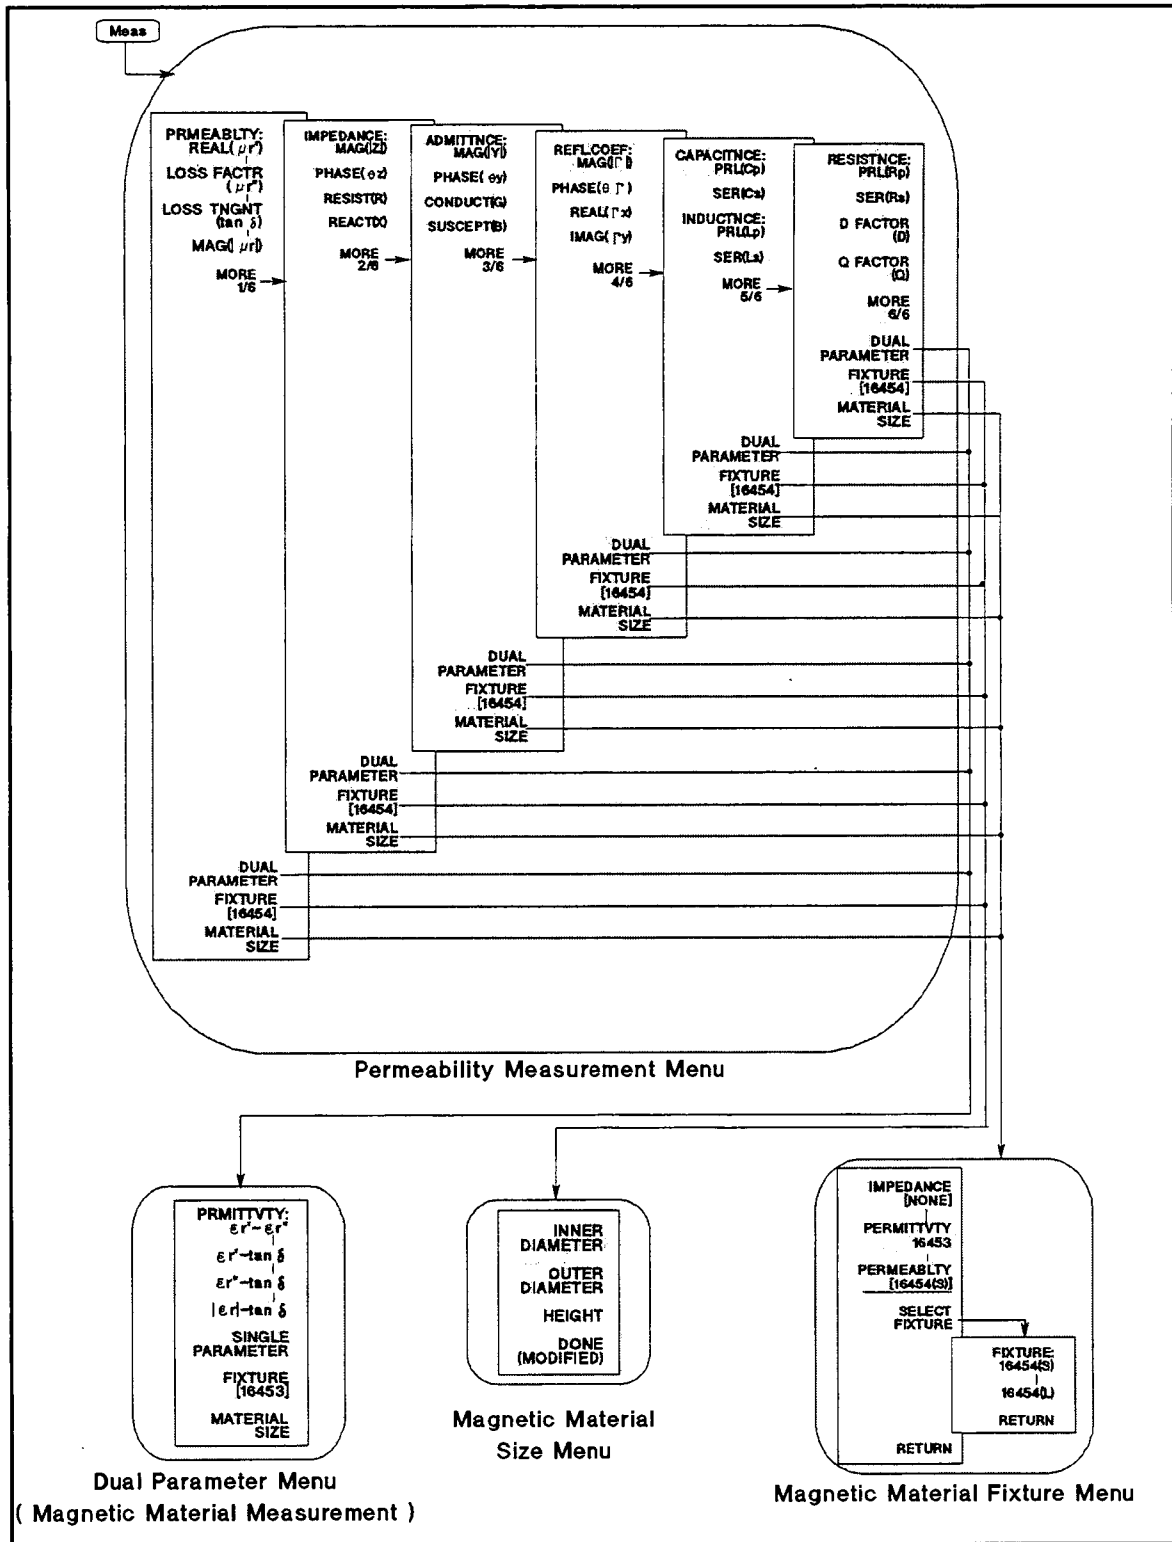 Meas
PRMEABLTY:
REAL(μr')
LOSS FACTR
(μr")
LOSS TNGNT
(tan δ)
MAG(|μr|)
MORE
1/6
DUAL
PARAMETER
FIXTURE
[16454]
MATERIAL
SIZE
IMPEDANCE:
MAG(|Z|)
PHASE(θz)
RESIST(R)
REACT(X)
MORE
2/6
DUAL
PARAMETER
FIXTURE
[16454]
MATERIAL
SIZE
ADMITTNCE:
MAG(|Y|)
PHASE(θy)
CONDUCT(G)
SUSCEPT(B)
MORE
3/6
DUAL
PARAMETER
FIXTURE
[16454]
MATERIAL
SIZE
REFL.COEF:
MAG(|Γ|)
PHASE(θΓ)
REAL(Γx)
IMAG(Γy)
MORE
4/6
DUAL
PARAMETER
FIXTURE
[16454]
MATERIAL
SIZE
CAPACITNCE:
PRL(Cp)
SER(Cs)
INDUCTNCE:
PRL(Lp)
SER(Ls)
MORE
5/6
DUAL
PARAMETER
FIXTURE
[16454]
MATERIAL
SIZE
RESISTNCE:
PRL(Rp)
SER(Rs)
D FACTOR
(D)
Q FACTOR
(Q)
MORE
6/6
DUAL
PARAMETER
FIXTURE
[16454]
MATERIAL
SIZE
Permeability Measurement Menu
PRMITTVTY:
εr'-εr"
εr'-tan δ
εr"-tan δ
|εr|-tan δ
SINGLE
PARAMETER
FIXTURE
[16453]
MATERIAL
SIZE
Dual Parameter Menu
( Magnetic Material Measurement )
INNER
DIAMETER
OUTER
DIAMETER
HEIGHT
DONE
(MODIFIED)
Magnetic Material
Size Menu
IMPEDANCE
[NONE]
PERMITTVTY
16453
PERMEABLTY
[16454(S)]
SELECT
FIXTURE
RETURN
FIXTURE:
16454(S)
16454(L)
RETURN
Magnetic Material Fixture Menu